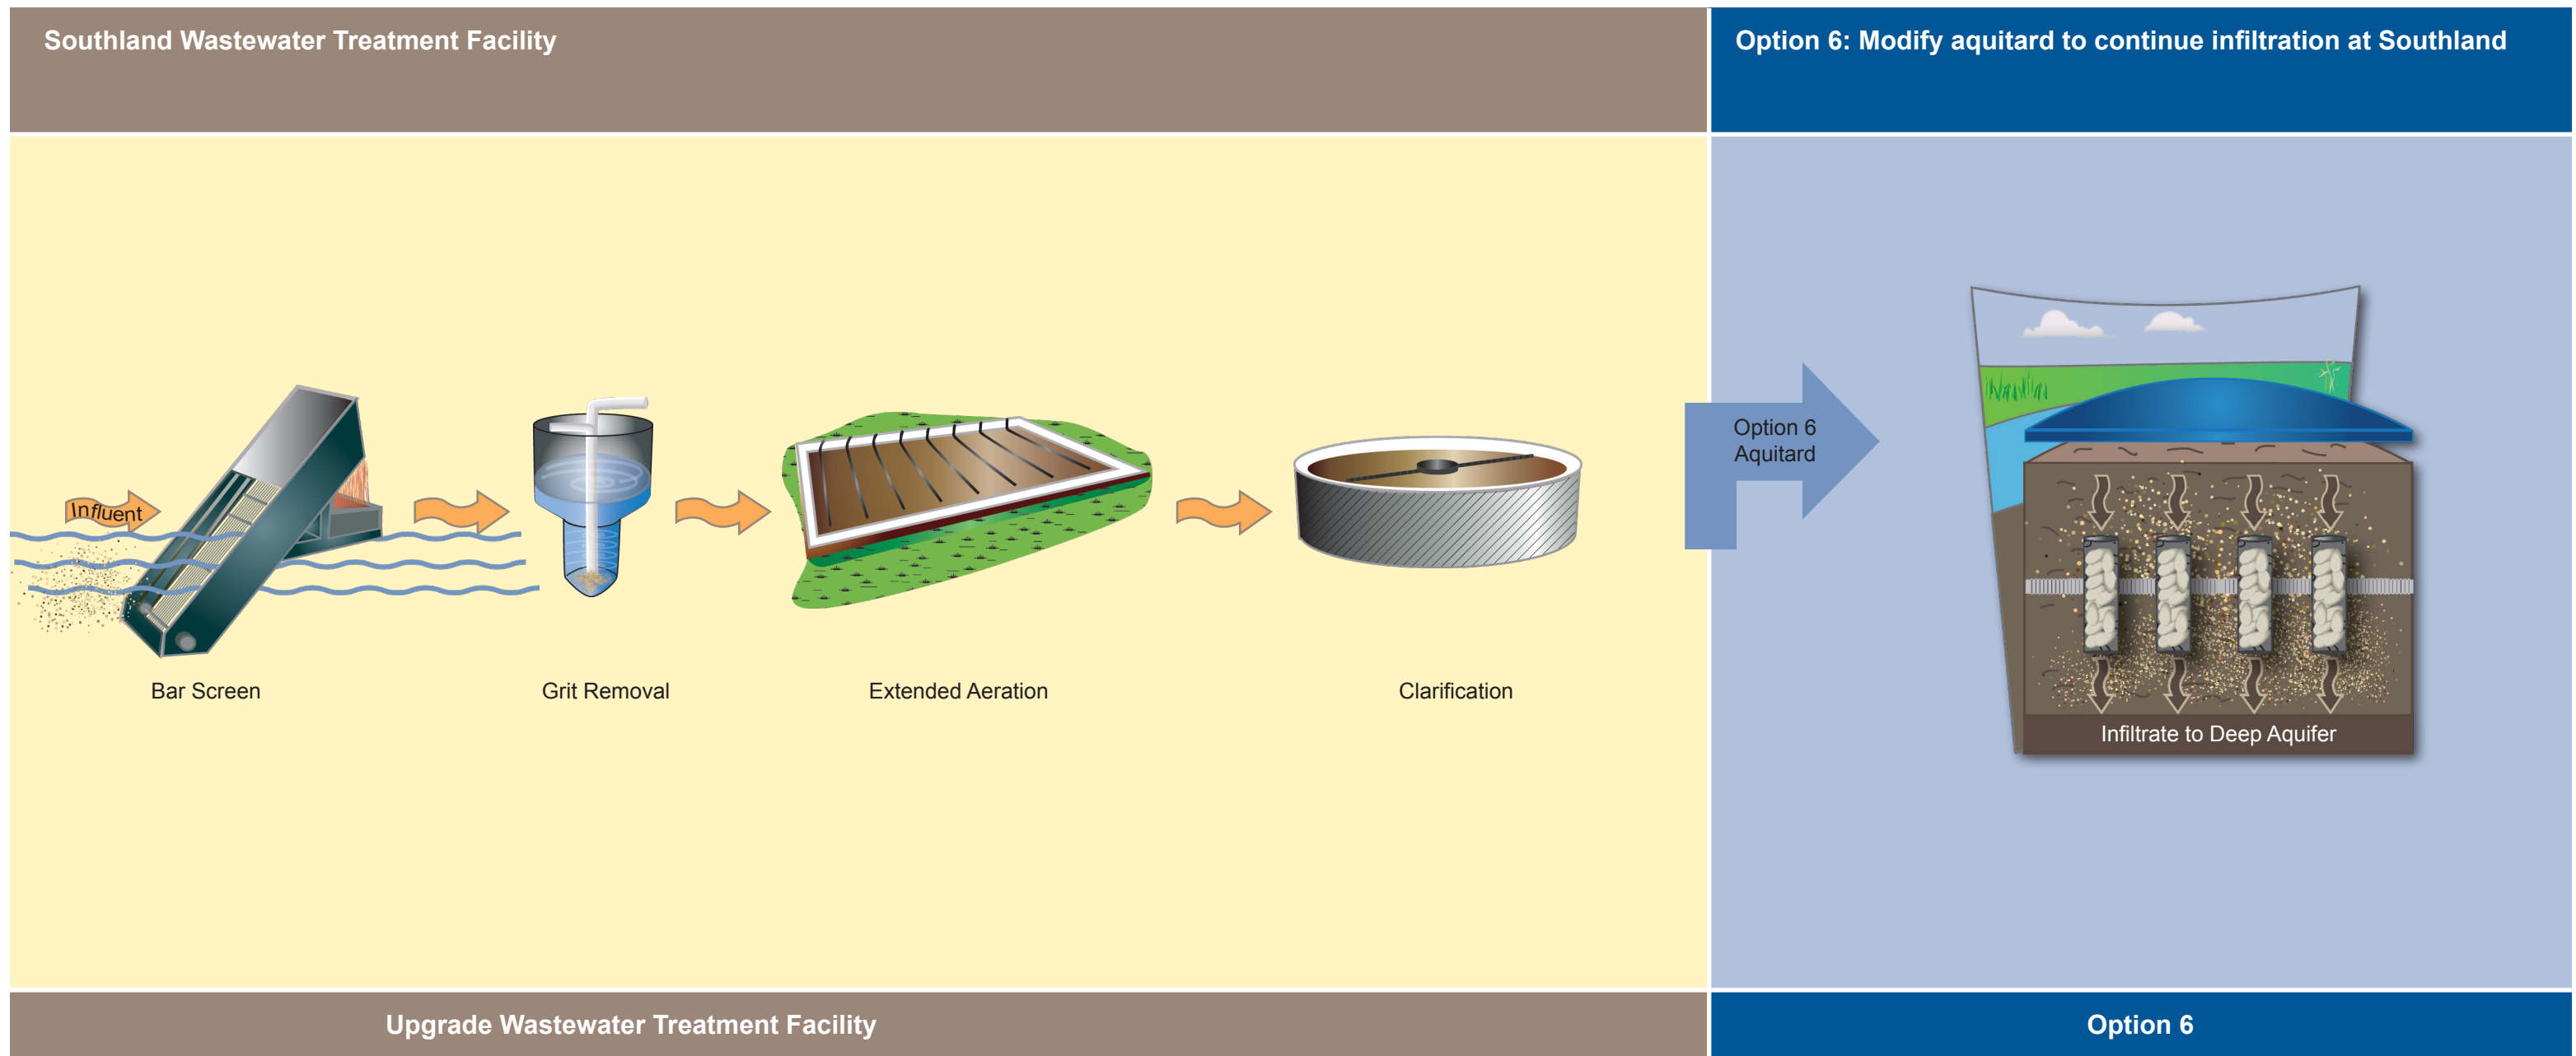 Southland Wastewater Treatment Facility
Option 6: Modify aquitard to continue infiltration at Southland
Influent
Bar Screen
Grit Removal
Extended Aeration
Clarification
Option 6
Aquitard
Infiltrate to Deep Aquifer
Upgrade Wastewater Treatment Facility
Option 6